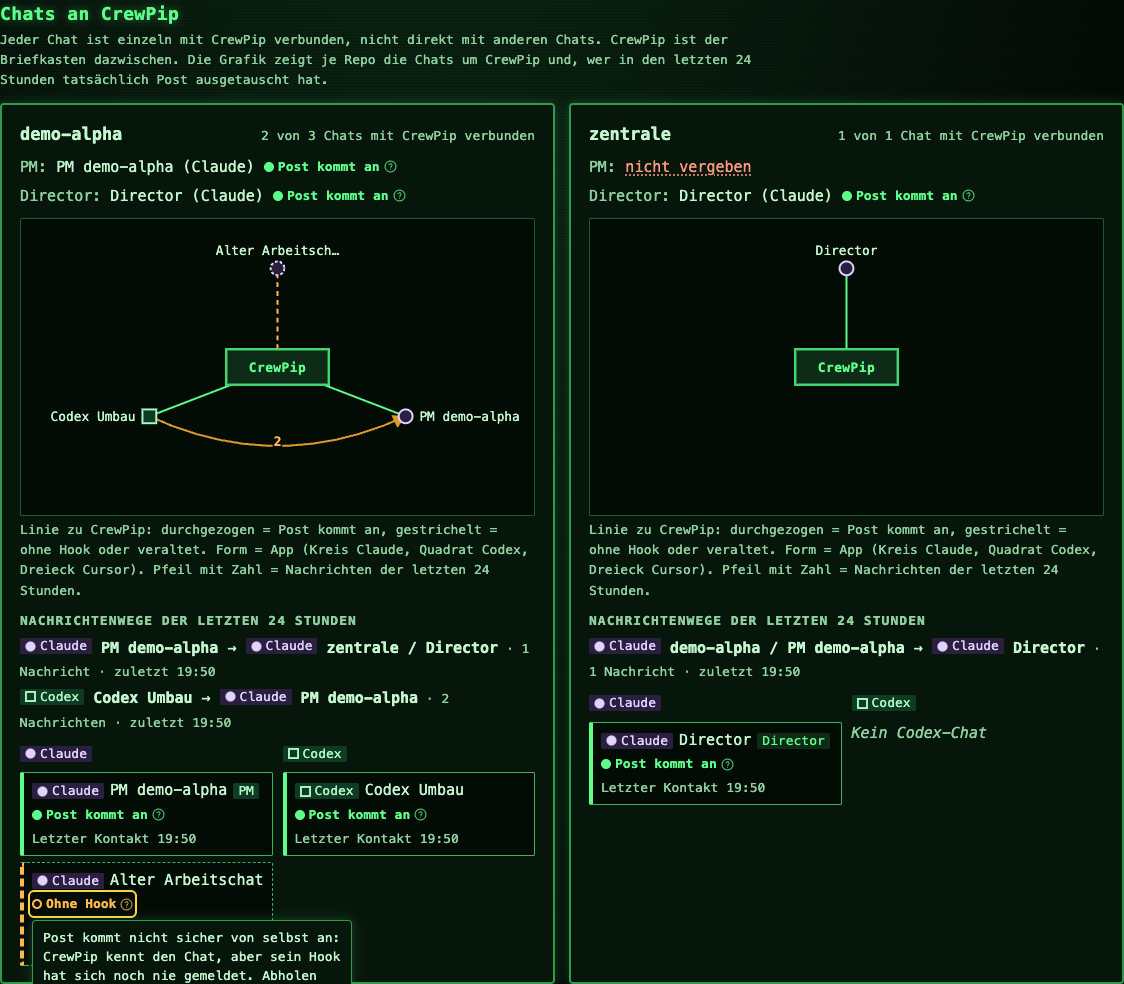 Chats an CrewPip
Jeder Chat ist einzeln mit CrewPip verbunden, nicht direkt mit anderen Chats. CrewPip ist der
Briefkasten dazwischen. Die Grafik zeigt je Repo die Chats um CrewPip und, wer in den letzten 24
Stunden tatsächlich Post ausgetauscht hat.
demo-alpha
2 von 3 Chats mit CrewPip verbunden
PM: PM demo-alpha (Claude) Post kommt an ?
Director: Director (Claude) Post kommt an ?
Alter Arbeitsch…
CrewPip
Codex Umbau
PM demo-alpha
2
Linie zu CrewPip: durchgezogen = Post kommt an, gestrichelt =
ohne Hook oder veraltet. Form = App (Kreis Claude, Quadrat Codex,
Dreieck Cursor). Pfeil mit Zahl = Nachrichten der letzten 24
Stunden.
NACHRICHTENWEGE DER LETZTEN 24 STUNDEN
Claude PM demo-alpha → Claude zentrale / Director · 1
Nachricht · zuletzt 19:50
Codex Codex Umbau → Claude PM demo-alpha · 2
Nachrichten · zuletzt 19:50
Claude
Codex
Claude PM demo-alpha PM
Post kommt an ?
Letzter Kontakt 19:50
Codex Codex Umbau
Post kommt an ?
Letzter Kontakt 19:50
Claude Alter Arbeitschat
Ohne Hook ?
Post kommt nicht sicher von selbst an:
CrewPip kennt den Chat, aber sein Hook
hat sich noch nie gemeldet. Abholen
zentrale
1 von 1 Chat mit CrewPip verbunden
PM: nicht vergeben
Director: Director (Claude) Post kommt an ?
Director
CrewPip
Linie zu CrewPip: durchgezogen = Post kommt an, gestrichelt =
ohne Hook oder veraltet. Form = App (Kreis Claude, Quadrat Codex,
Dreieck Cursor). Pfeil mit Zahl = Nachrichten der letzten 24
Stunden.
NACHRICHTENWEGE DER LETZTEN 24 STUNDEN
Claude demo-alpha / PM demo-alpha → Claude Director ·
1 Nachricht · zuletzt 19:50
Claude
Codex
Claude Director Director
Post kommt an ?
Letzter Kontakt 19:50
Kein Codex-Chat